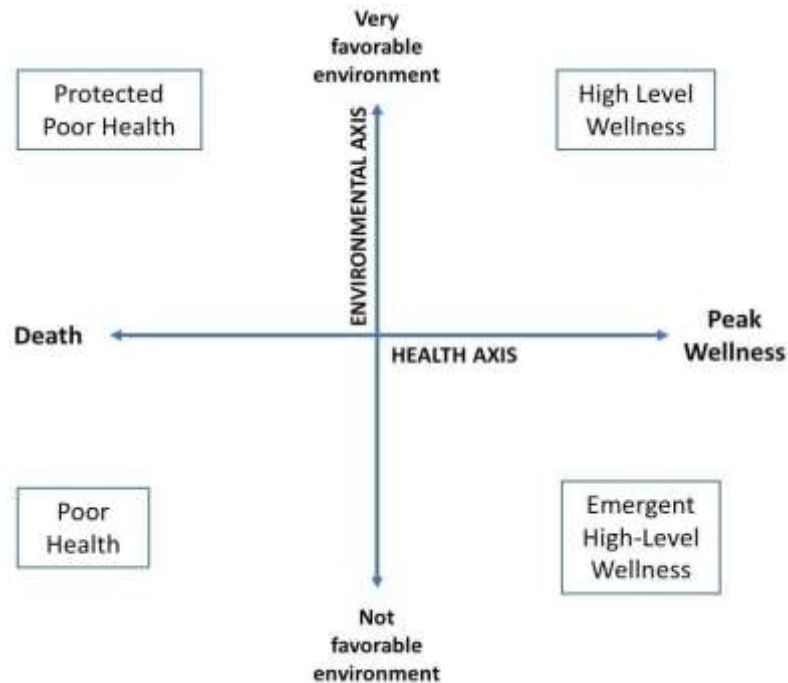 Very
favorable
environment
Protected
Poor Health
High Level
Wellness
ENVIRONMENTAL AXIS
Death
Peak
Wellness
HEALTH AXIS
Poor
Health
Emergent
High-Level
Wellness
Not
favorable
environment